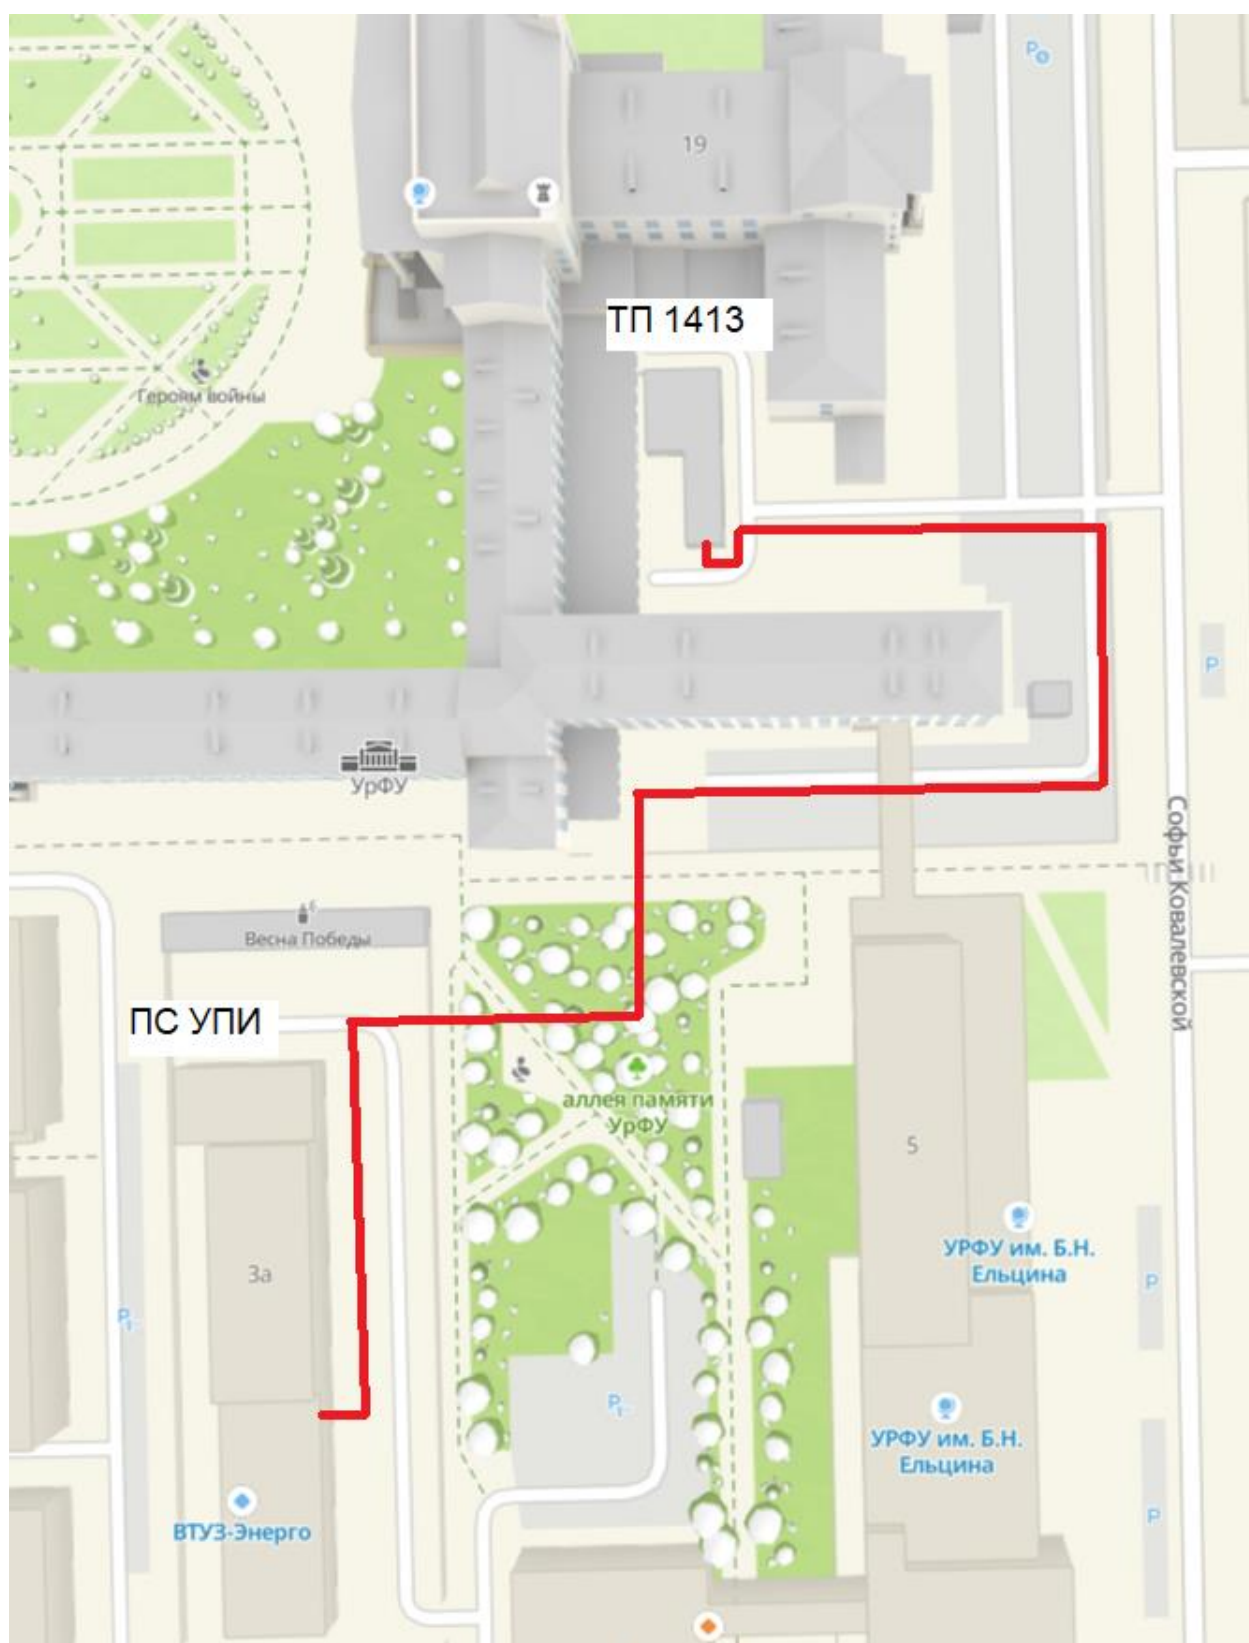 P
19
ТП 1413
Героям войны
P
УрФУ
Софьи Ковалевской
6
Весна Победы
ПС УПИ
аллея памяти
УрФУ
5
УРФУ им. Б.Н.
Ельцина
3а
P
P
P
УРФУ им. Б.Н.
Ельцина
ВТУЗ-Энерго
P